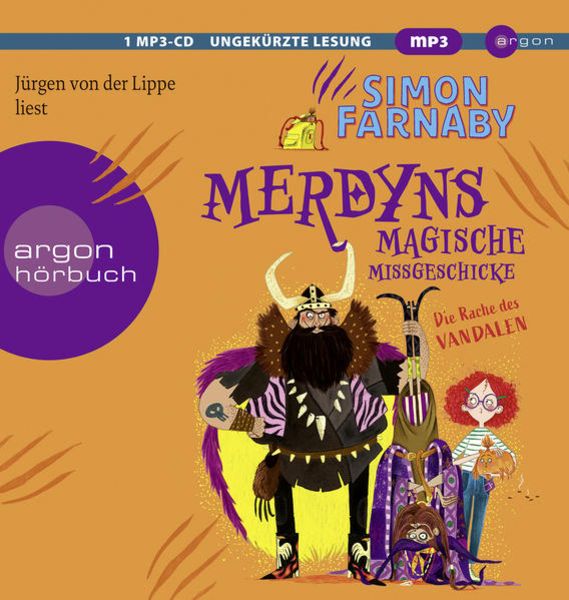 1 MP3-CD UNGEKÜRZTE LESUNG mp3 argon
Jürgen von der Lippe
liest
SIMON
FARNABY
argon
hörbuch
MERDYNS
MAGISCHE
MISSGESCHICKE
Die Rache des
VANDALEN